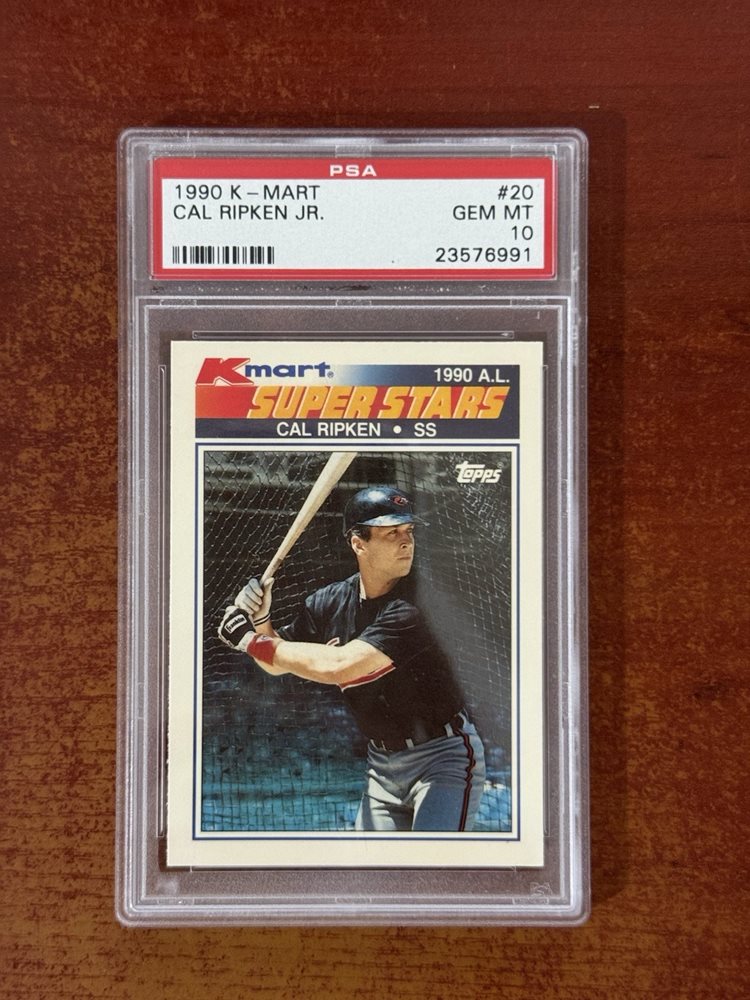 PSA
1990 K-MART #20
CAL RIPKEN JR. GEM MT
10
23576991
Kmart®
1990 A.L.
SUPER STARS
CAL RIPKEN • SS
Topps